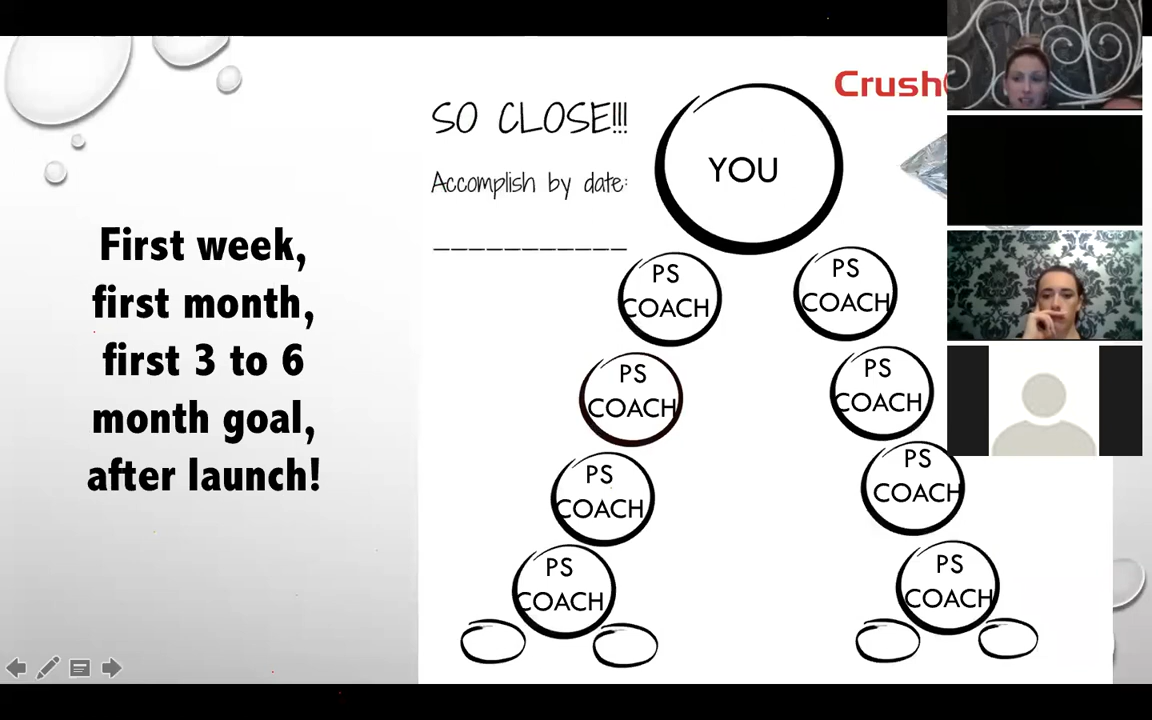 First week,
first month,
first 3 to 6
month goal,
after launch!
SO CLOSE!!!
Accomplish by date:
___________
Crush
YOU
PS
COACH
PS
COACH
PS
COACH
PS
COACH
PS
COACH
PS
COACH
PS
COACH
PS
COACH